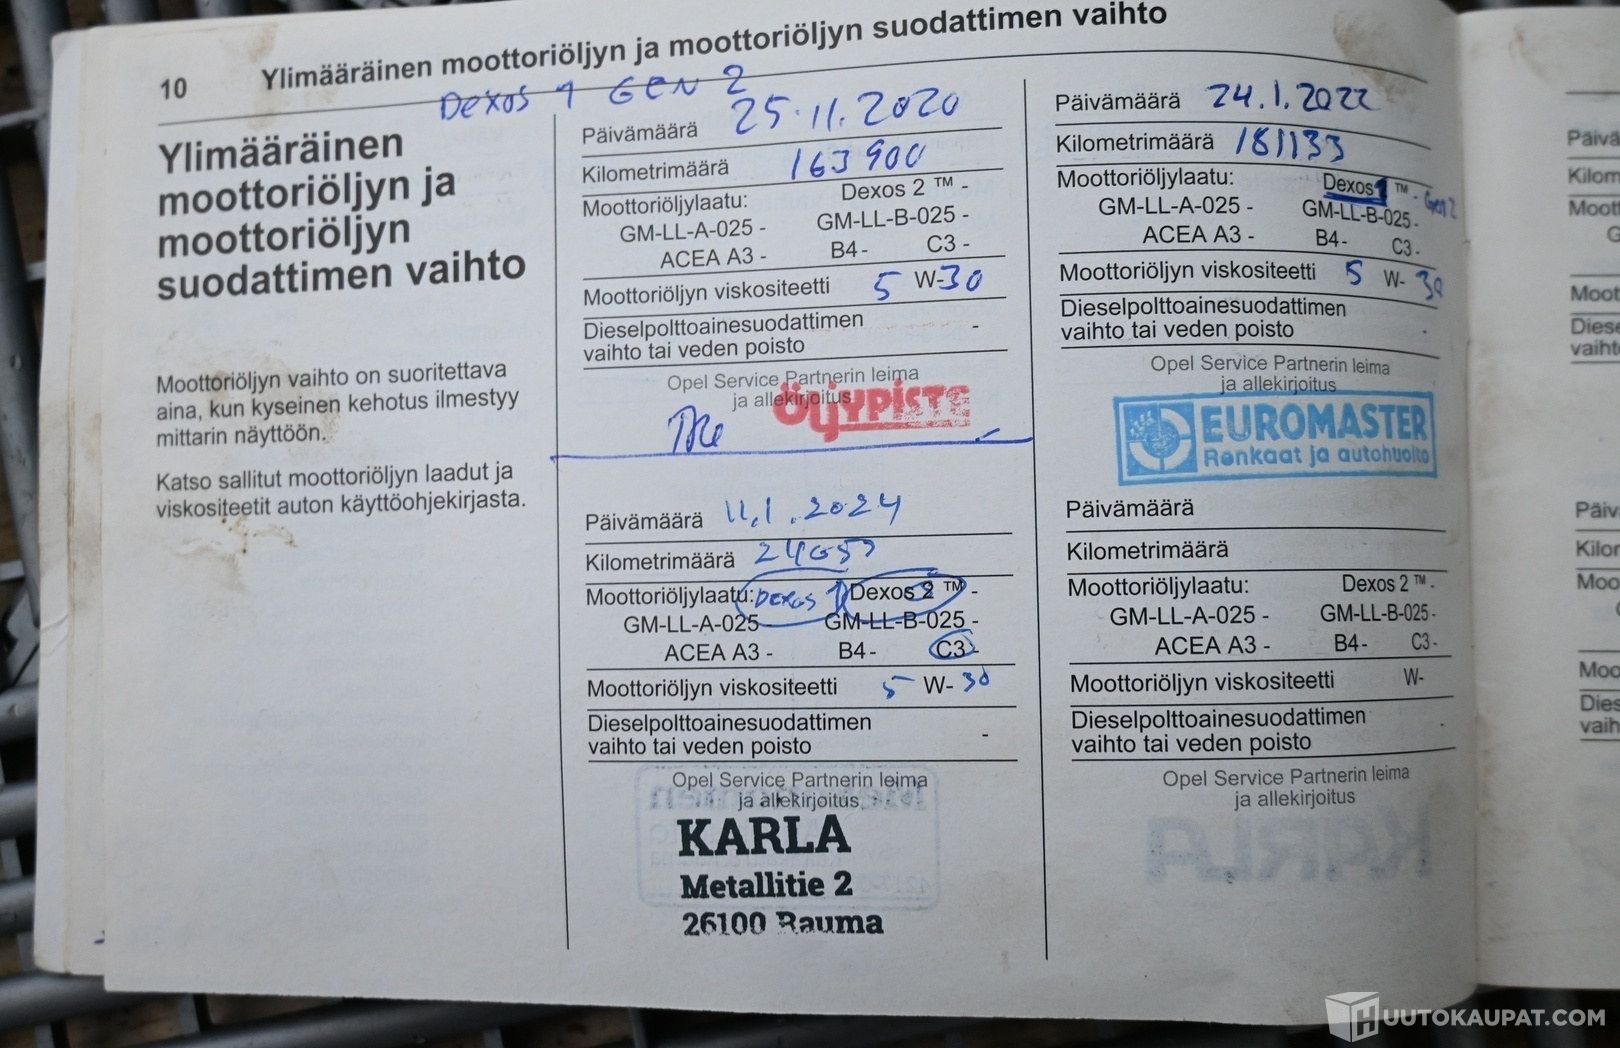 10 Ylimääräinen moottoriöljyn ja moottoriöljyn suodattimen vaihto
Dexos 1 GEN 2
Ylimääräinen
moottoriöljyn ja
moottoriöljyn
suodattimen vaihto
Moottoriöljyn vaihto on suoritettava
aina, kun kyseinen kehotus ilmestyy
mittarin näyttöön.
Katso sallitut moottoriöljyn laadut ja
viskositeetit auton käyttöohjekirjasta.
Päivämäärä 25.11.2020
Kilometrimäärä 163 900
Moottoriöljylaatu: Dexos 2 ™ -
GM-LL-A-025 - GM-LL-B-025 -
ACEA A3 - B4 - C3 -
Moottoriöljyn viskositeetti 5 W-30
Dieselpolttoainesuodattimen
vaihto tai veden poisto -
Opel Service Partnerin leima
ja allekirjoitus
ÖLJYPISTE
Päivämäärä 11.1.2024
Kilometrimäärä
Moottoriöljylaatu: Dexos 1 Dexos 2 ™ -
GM-LL-A-025 - GM-LL-B-025 -
ACEA A3 - B4 - C3 -
Moottoriöljyn viskositeetti 5 W-30
Dieselpolttoainesuodattimen
vaihto tai veden poisto -
Opel Service Partnerin leima
ja allekirjoitus
KARLA
Metallitie 2
26100 Rauma
Päivämäärä 24.1.2022
Kilometrimäärä 181133
Moottoriöljylaatu: Dexos 1 ™ - Gen 2
GM-LL-A-025 - GM-LL-B-025 -
ACEA A3 - B4 - C3 -
Moottoriöljyn viskositeetti 5 W- 30
Dieselpolttoainesuodattimen
vaihto tai veden poisto -
Opel Service Partnerin leima
ja allekirjoitus
EUROMASTER
Renkaat ja autohuolto
Päivämäärä
Kilometrimäärä
Moottoriöljylaatu: Dexos 2 ™ -
GM-LL-A-025 - GM-LL-B-025 -
ACEA A3 - B4 - C3 -
Moottoriöljyn viskositeetti W-
Dieselpolttoainesuodattimen
vaihto tai veden poisto -
Opel Service Partnerin leima
ja allekirjoitus
HUUTOKAUPAT.COM